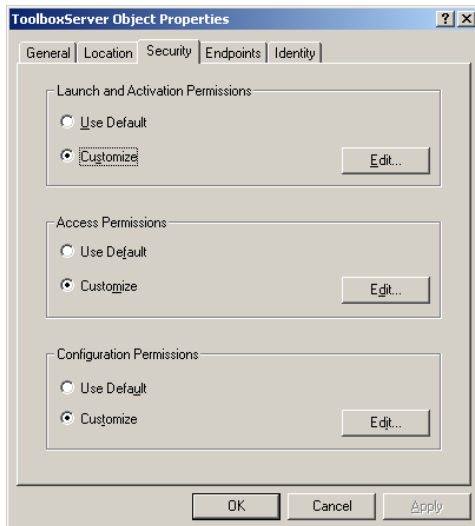 ToolboxServer Object Properties
General Location Security Endpoints Identity
Launch and Activation Permissions
Use Default
Customize Edit...
Access Permissions
Use Default
Customize Edit...
Configuration Permissions
Use Default
Customize Edit...
OK Cancel Apply